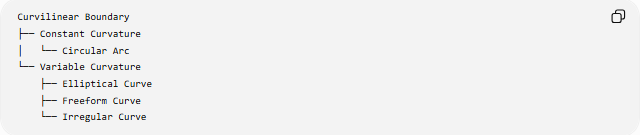 Curvilinear Boundary
├── Constant Curvature
│   └── Circular Arc
└── Variable Curvature
    ├── Elliptical Curve
    ├── Freeform Curve
    └── Irregular Curve